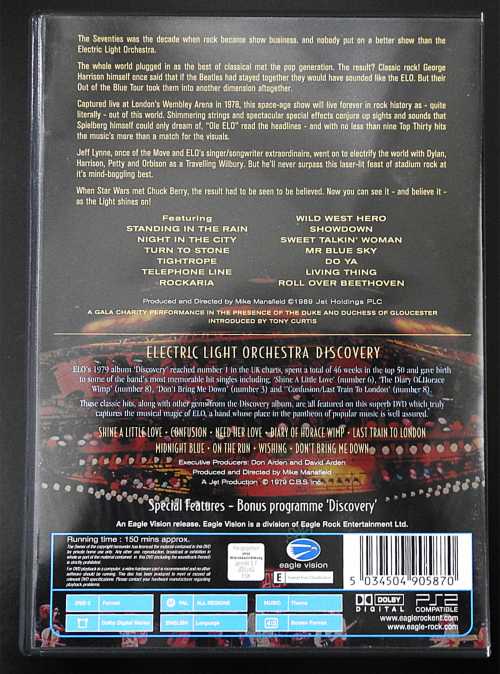 The Seventies was the decade when rock became show business, and nobody put on a better show than the
Electric Light Orchestra.
The whole world plugged in as the best of classical met the pop generation. The result? Classic rock! George
Harrison himself once said that if the Beatles had stayed together they would have sounded like the ELO. But their
Out of the Blue Tour took them into another dimension altogether.
Captured live at London's Wembley Arena in 1978, this space-age show will live forever in rock history as - quite
literally - out of this world. Shimmering strings and spectacular special effects conjure up sights and sounds that
Spielberg himself could only dream of, "Ole ELO" read the headlines - and with no less than nine Top Thirty hits
the music's more than a match for the visuals.
Jeff Lynne, once of the Move and ELO's singer/songwriter extraordinaire, went on to electrify the world with Dylan,
Harrison, Petty and Orbison as a Travelling Wilbury. But he'll never surpass this laser-lit feast of stadium rock at
it's mind-boggling best.
When Star Wars met Chuck Berry, the result had to be seen to be believed. Now you can see it - and believe it -
as the Light shines on!
Featuring
STANDING IN THE RAIN
NIGHT IN THE CITY
TURN TO STONE
TIGHTROPE
TELEPHONE LINE
ROCKARIA
WILD WEST HERO
SHOWDOWN
SWEET TALKIN' WOMAN
MR BLUE SKY
DO YA
LIVING THING
ROLL OVER BEETHOVEN
Produced and Directed by Mike Mansfield ©1989 Jet Holdings PLC
A GALA CHARITY PERFORMANCE IN THE PRESENCE OF THE DUKE AND DUCHESS OF GLOUCESTER
INTRODUCED BY TONY CURTIS
ELECTRIC LIGHT ORCHESTRA DISCOVERY
ELO's 1979 album 'Discovery' reached number 1 in the UK charts, spent a total of 46 weeks in the top 50 and gave birth
to some of the band's most memorable hit singles including, 'Shine A Little Love' (number 6), 'The Diary Of Horace
Wimp' (number 8), 'Don't Bring Me Down' (number 3) and "Confusion/Last Train To London' (number 8).
These classic hits, along with other gems from the Discovery album, are all featured on this superb DVD which truly
captures the musical magic of ELO, a band whose place in the pantheon of popular music is well assured.
SHINE A LITTLE LOVE • CONFUSION • NEED HER LOVE • DIARY OF HORACE WIMP • LAST TRAIN TO LONDON
MIDNIGHT BLUE • ON THE RUN • WISHING • DON'T BRING ME DOWN
Executive Producers: Don Arden and David Arden
Produced and Directed by Mike Mansfield
A Jet Production © 1979 C.B.S. Inc.
Special Features - Bonus programme 'Discovery'
An Eagle Vision release. Eagle Vision is a division of Eagle Rock Entertainment Ltd.
Running time : 150 mins approx.
eagle vision
E
5 034504 905870
DVD 5 Format
PAL ALL REGIONS
MUSIC Theme
Dolby Digital Stereo
ENGLISH Language
4:3 Screen Format
DOLBY
DIGITAL
PS2
COMPATIBLE
www.eaglerockent.com
www.eagle-rock.com